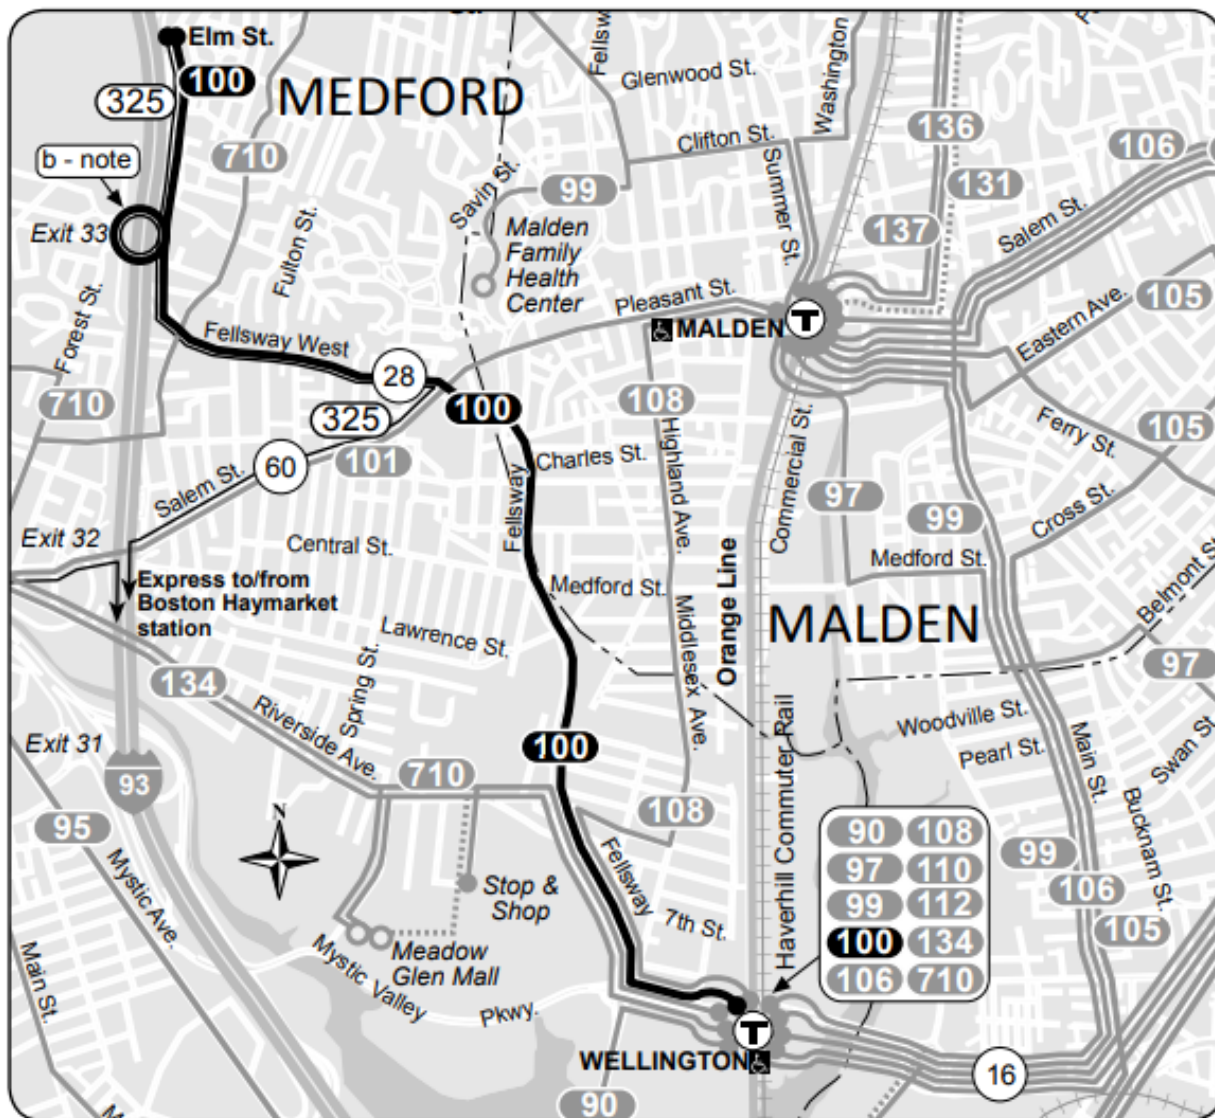 Elm St.
100
325
MEDFORD
710
b - note
Exit 33
Forest St.
Fulton St.
Savin St.
99
Malden
Family
Health
Center
Fellsw
Glenwood St.
Clifton St.
Washington
Summer St.
136
131
137
106
Salem St.
105
Eastern Ave.
Pleasant St.
MALDEN
T
Fellsway West
28
325
100
710
60
101
Salem St.
108
Charles St.
Highland Ave.
Commercial St.
Ferry St.
105
97
99
Cross St.
Exit 32
Central St.
Fellsway
Medford St.
Medford St.
Belmont St
Express to/from
Boston Haymarket
station
Orange Line
MALDEN
Lawrence St.
Middlesex Ave.
97
134
Spring St.
Riverside Ave.
Exit 31
93
100
710
Woodville St.
Pearl St.
Main St.
Swan St.
Haverhill Commuter Rail
95
108
Fellsway
90 108
97 110
99 112
100 134
106 710
99
106
105
Bucknam St.
N
Mystic Ave.
Stop &
Shop
7th St.
Meadow
Glen Mall
Mystic Valley
Pkwy.
Main St.
T
WELLINGTON
16
90